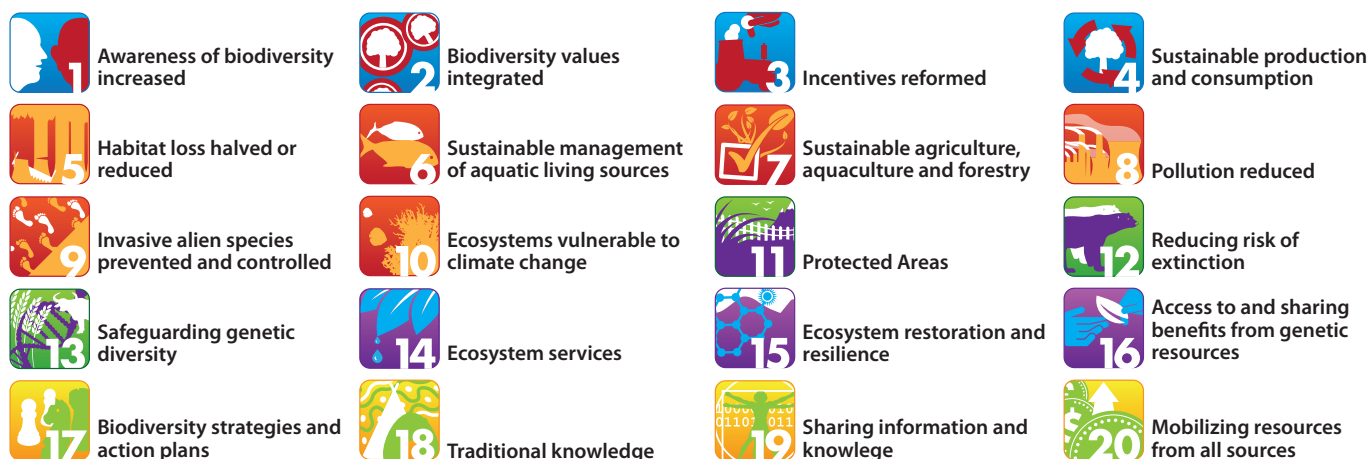 1 Awareness of biodiversity
increased
2 Biodiversity values
integrated
3 Incentives reformed
4 Sustainable production
and consumption
5 Habitat loss halved or
reduced
6 Sustainable management
of aquatic living sources
7 Sustainable agriculture,
aquaculture and forestry
8 Pollution reduced
9 Invasive alien species
prevented and controlled
10 Ecosystems vulnerable to
climate change
11 Protected Areas
12 Reducing risk of
extinction
13 Safeguarding genetic
diversity
14 Ecosystem services
15 Ecosystem restoration and
resilience
16 Access to and sharing
benefits from genetic
resources
17 Biodiversity strategies and
action plans
18 Traditional knowledge
19 Sharing information and
knowlege
20 Mobilizing resources
from all sources